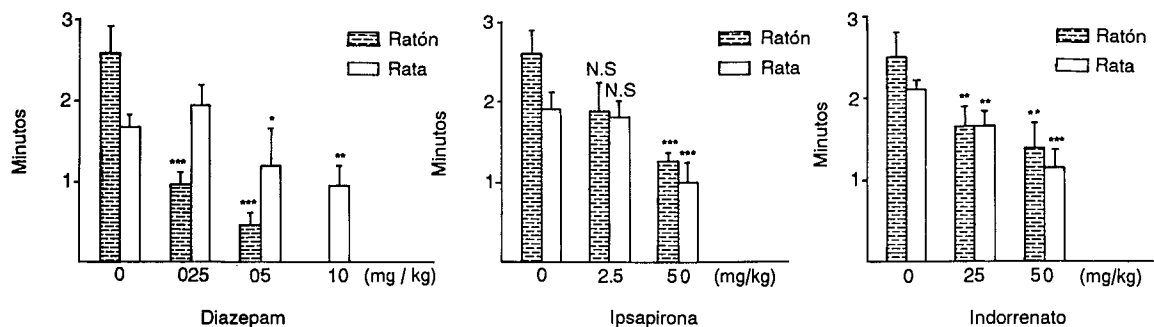 3
Ratón
Rata
2
Minutos
***
*
**
1
***
0
025
05
10
(mg / kg)
Diazepam
3
Ratón
Rata
N.S
N.S
2
Minutos
***
***
1
0
2.5
50
(mg/kg)
Ipsapirona
3
Ratón
Rata
2
Minutos
**
**
**
***
1
0
25
50
(mg/kg)
Indorrenato